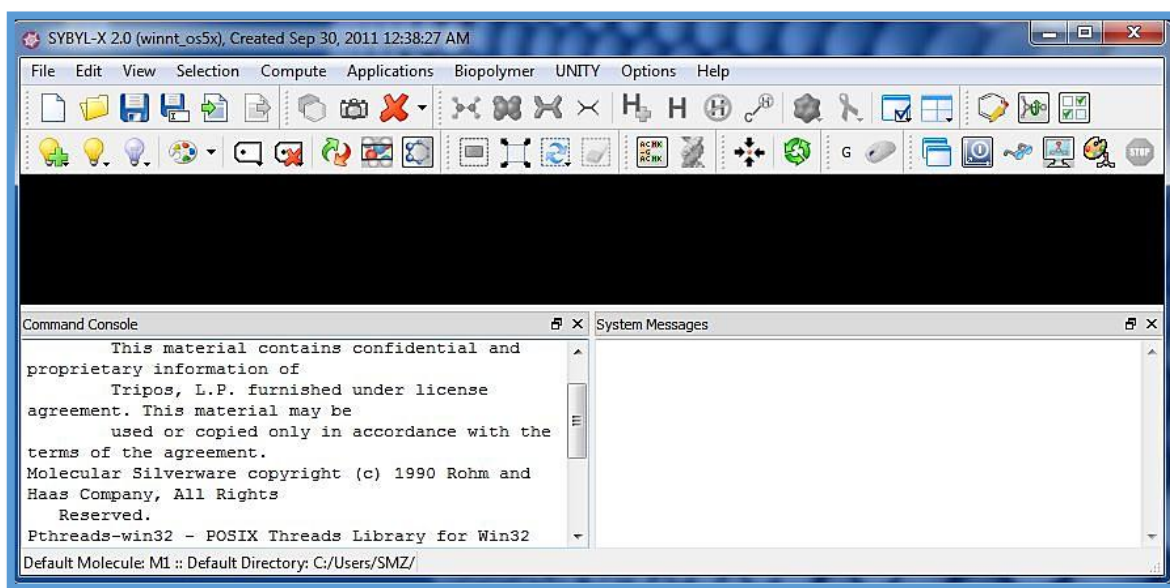 SYBYL-X 2.0 (winnt_os5x), Created Sep 30, 2011 12:38:27 AM
File Edit View Selection Compute Applications Biopolymer UNITY Options Help
H H H H
ACHK
-G
ACHK
G
STOP
Command Console
System Messages
This material contains confidential and
proprietary information of
Tripos, L.P. furnished under license
agreement. This material may be
used or copied only in accordance with the
terms of the agreement.
Molecular Silverware copyright (c) 1990 Rohm and
Haas Company, All Rights
Reserved.
Pthreads-win32 - POSIX Threads Library for Win32
Default Molecule: M1 :: Default Directory: C:/Users/SMZ/